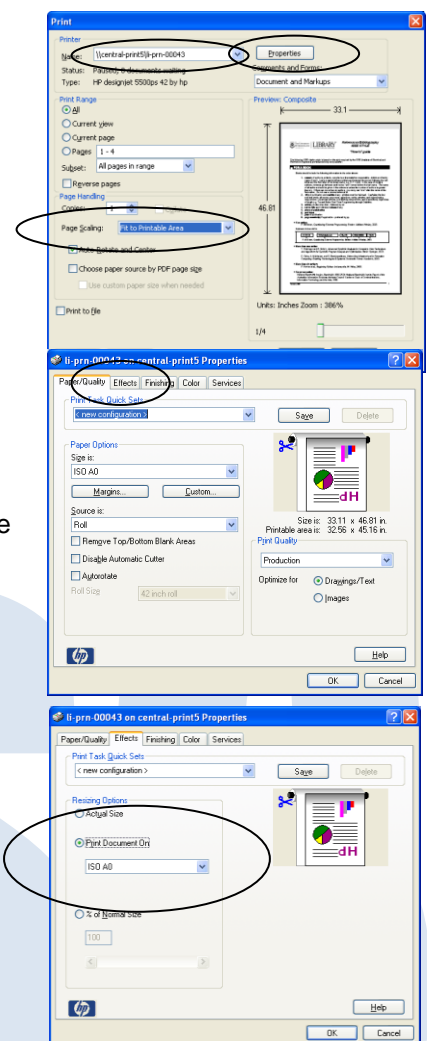 Print
Printer
Name: \\central-print5\li-prn-00043
Properties
Status: Paused; 0 documents waiting
Comments and Forms:
Type: HP designjet 5500ps 42 by hp
Document and Markups
Print Range
Preview: Composite
All
33.1
Current view
Current page
Pages 1 - 4
Subset: All pages in range
Reverse pages
Page Handling
Copies: 1
46.81
Page Scaling: Fit to Printable Area
Auto-Rotate and Center
Choose paper source by PDF page size
Use custom paper size when needed
Print to file
Units: Inches Zoom : 386%
1/4
LIBRARY
li-prn-00043 on central-print5 Properties
Paper/Quality Effects Finishing Color Services
Print Task Quick Sets
< new configuration >
Save Delete
Paper Options
Size is:
ISO A0
Margins... Custom...
Source is:
Roll
Remove Top/Bottom Blank Areas
Disable Automatic Cutter
Autorotate
Roll Size 42 inch roll
HP
Size is: 33.11 x 46.81 in.
Printable area is: 32.56 x 45.16 in.
Print Quality
Production
Optimize for Drawings/Text
Images
e
hp
Help
OK Cancel
li-prn-00043 on central-print5 Properties
Paper/Quality Effects Finishing Color Services
Print Task Quick Sets
< new configuration >
Save Delete
Resizing Options
Actual Size
Print Document On
ISO A0
% of Normal Size
100
HP
hp
Help
OK Cancel